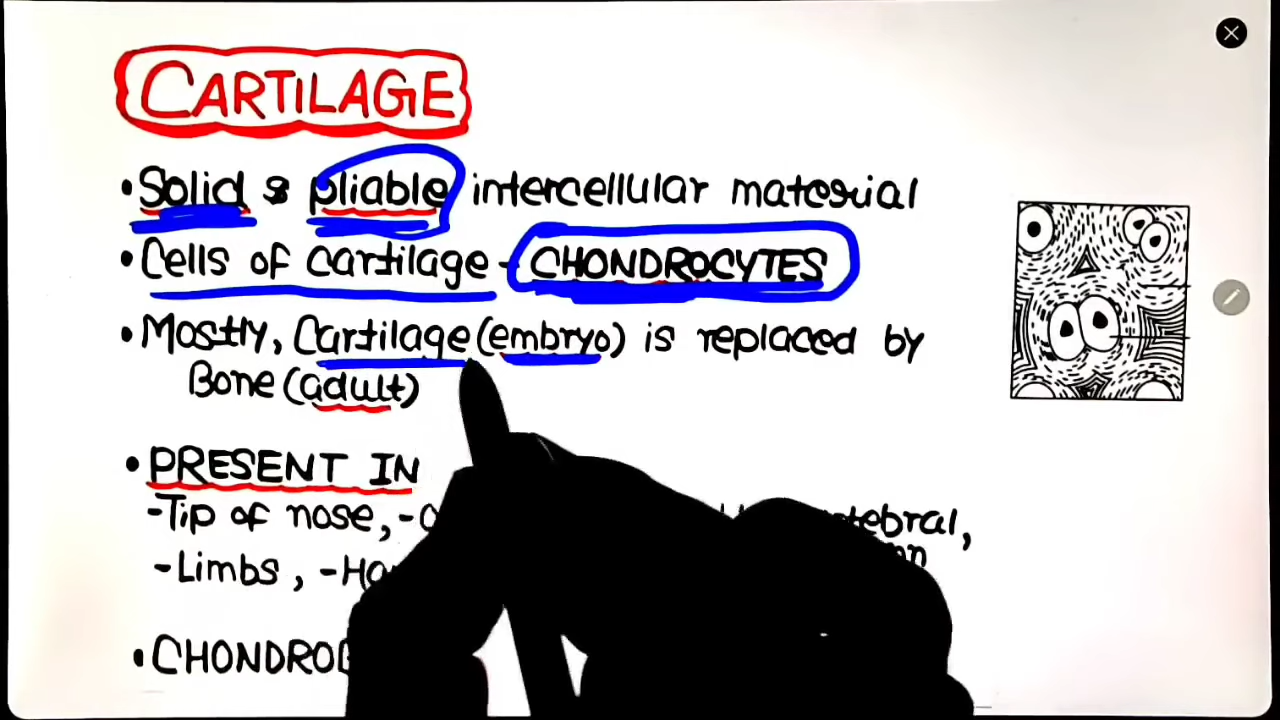 CARTILAGE
• Solid & pliable intercellular material
• Cells of cartilage - CHONDROCYTES
• Mostly, Cartilage (embryo) is replaced by
Bone (adult)
• PRESENT IN
- Tip of nose, -
- Limbs, -
•